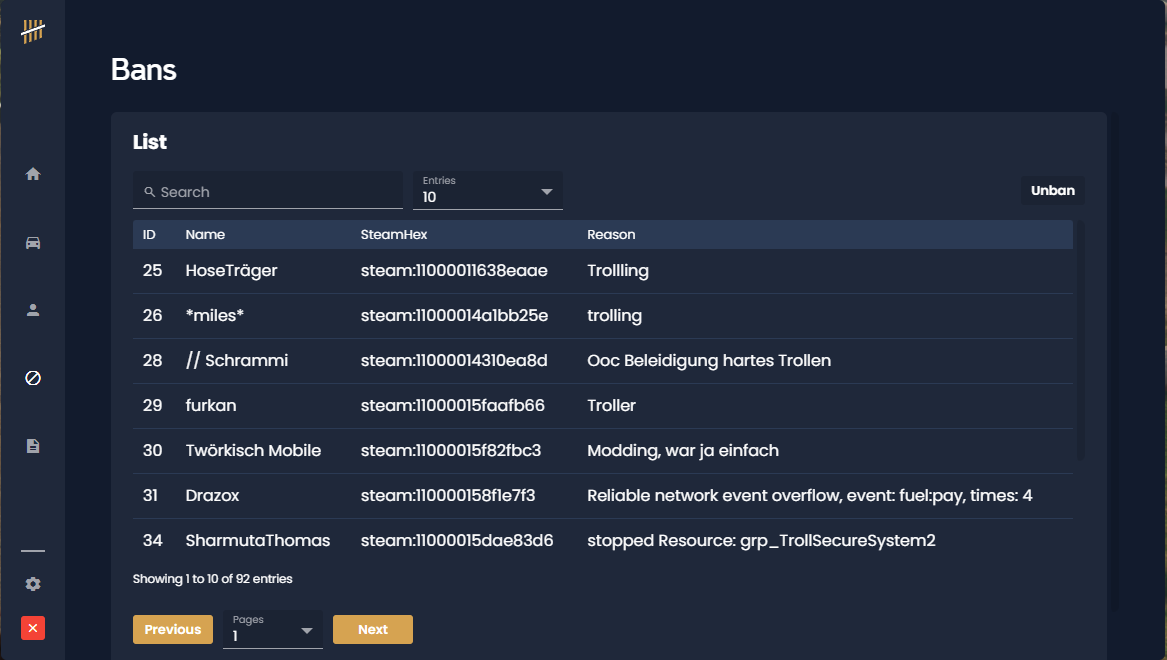 Bans
List
Search
Entries
10
Unban
ID Name SteamHex Reason
25 HoseTräger steam:11000011638eaae Trollling
26 *miles* steam:11000014a1bb25e trolling
28 // Schrammi steam:11000014310ea8d Ooc Beleidigung hartes Trollen
29 furkan steam:11000015faafb66 Troller
30 Twörkisch Mobile steam:11000015f82fbc3 Modding, war ja einfach
31 Drazox steam:110000158f1e7f3 Reliable network event overflow, event: fuel:pay, times: 4
34 SharmutaThomas steam:11000015dae83d6 stopped Resource: grp_TrollSecureSystem2
Showing 1 to 10 of 92 entries
Previous
Pages
1
Next